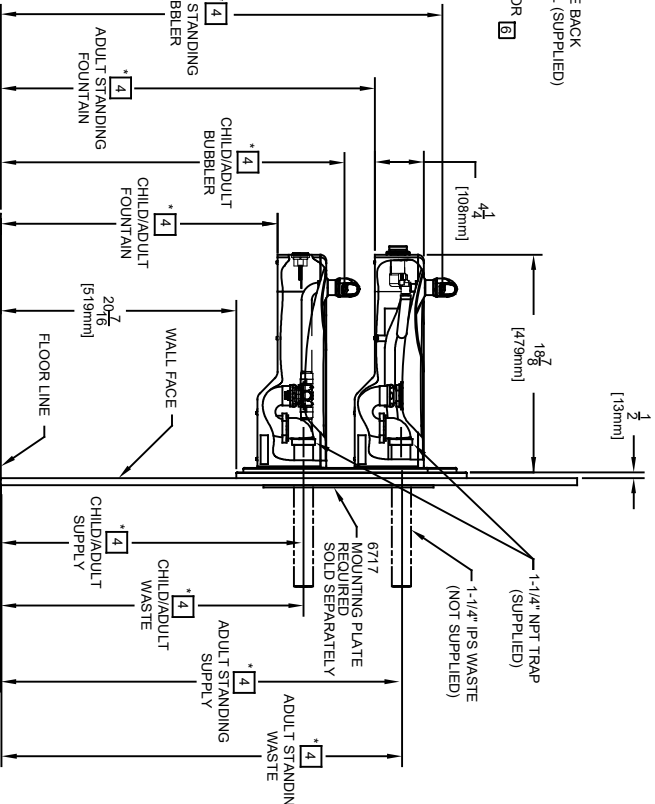 E BACK
(SUPPLIED)
OR 6
* 4
STANDING
BBLER
* 4
ADULT STANDING
FOUNTAIN
* 4
CHILD/ADULT
BUBBLER
* 4
CHILD/ADULT
FOUNTAIN
4 1/4
[108mm]
18 7/8
[479mm]
1/2
[13mm]
20 7/16
[519mm]
WALL FACE
FLOOR LINE
1-1/4" NPT TRAP
(SUPPLIED)
1-1/4" IPS WASTE
(NOT SUPPLIED)
6717
MOUNTING PLATE
REQUIRED
SOLD SEPARATELY
* 4
CHILD/ADULT
SUPPLY
* 4
CHILD/ADULT
WASTE
* 4
ADULT STANDING
SUPPLY
* 4
ADULT STANDIN
WASTE